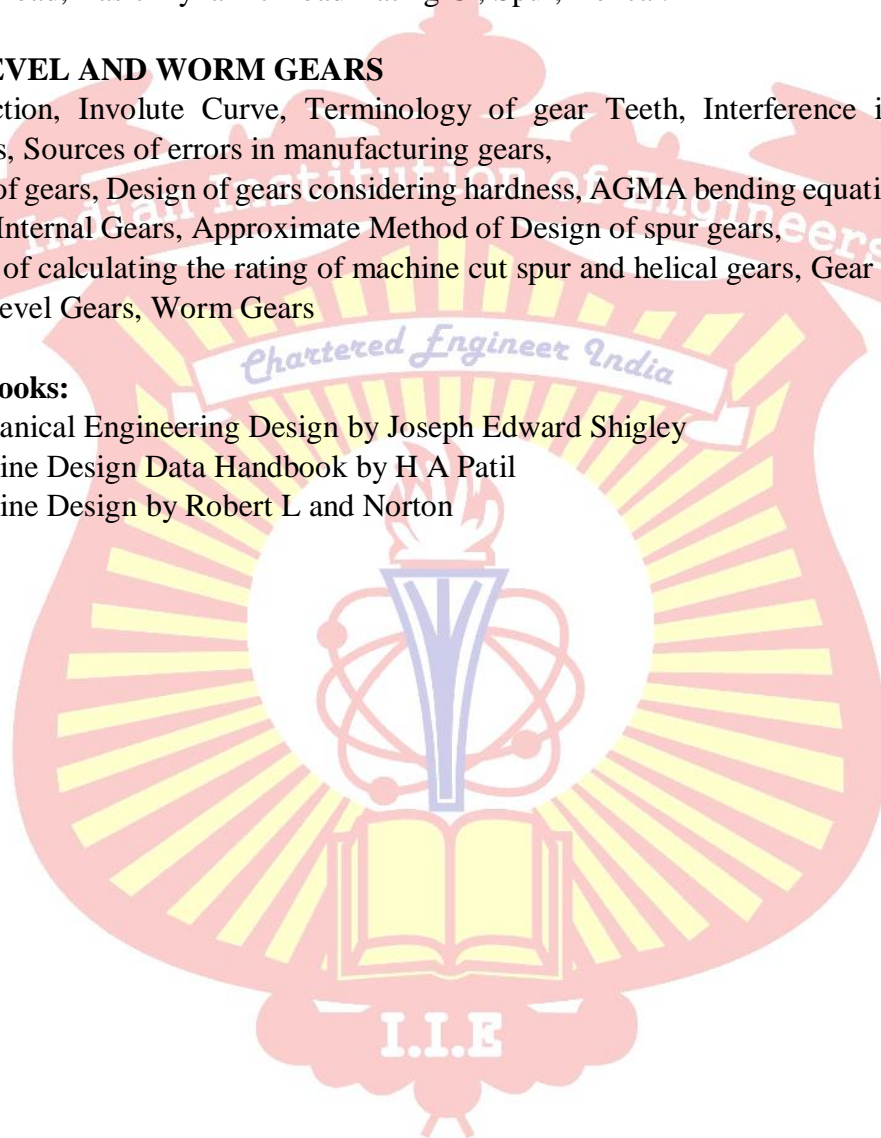 EVEL AND WORM GEARS
ction, Involute Curve, Terminology of gear Teeth, Interference i
s, Sources of errors in manufacturing gears,
of gears, Design of gears considering hardness, AGMA bending equati
Internal Gears, Approximate Method of Design of spur gears,
of calculating the rating of machine cut spur and helical gears, Gear
evel Gears, Worm Gears
ooks:
anical Engineering Design by Joseph Edward Shigley
ine Design Data Handbook by H A Patil
ine Design by Robert L and Norton
Indian Institution of Engineers
Chartered Engineer India
I.I.E